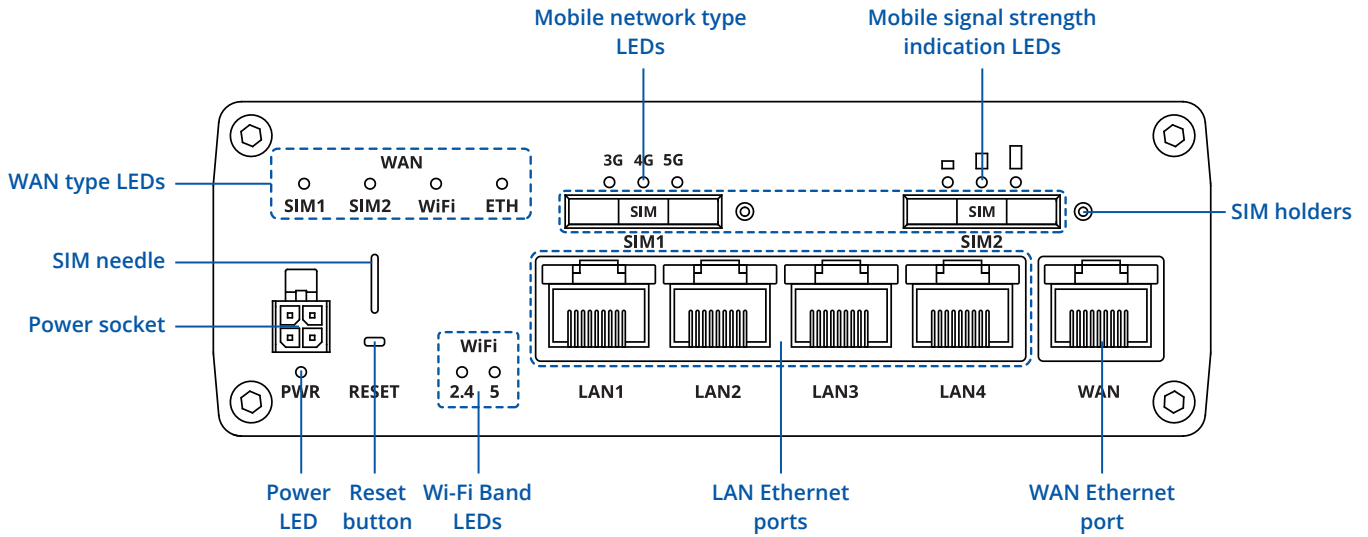 Mobile network type
LEDs
Mobile signal strength
indication LEDs
WAN type LEDs
WAN
SIM1 SIM2 WiFi ETH
3G 4G 5G
SIM
SIM1
SIM
SIM2
SIM holders
SIM needle
Power socket
PWR
RESET
WiFi
2.4 5
LAN1 LAN2 LAN3 LAN4 WAN
Power
LED
Reset
button
Wi-Fi Band
LEDs
LAN Ethernet
ports
WAN Ethernet
port